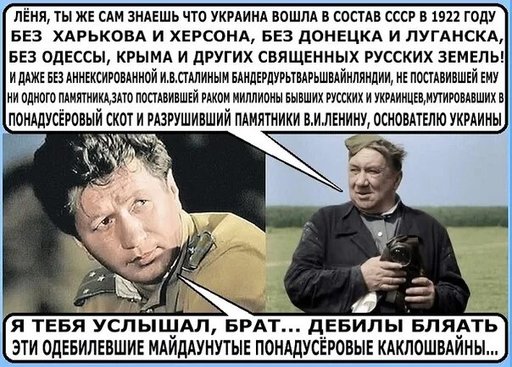 ЛЁНЯ, ТЫ ЖЕ САМ ЗНАЕШЬ ЧТО УКРАИНА ВОШЛА В СОСТАВ СССР В 1922 ГОДУ
БЕЗ ХАРЬКОВА И ХЕРСОНА, БЕЗ ДОНЕЦКА И ЛУГАНСКА,
БЕЗ ОДЕССЫ, КРЫМА И ДРУГИХ СВЯЩЕННЫХ РУССКИХ ЗЕМЕЛЬ!
И ДАЖЕ БЕЗ АННЕКСИРОВАННОЙ И.В.СТАЛИНЫМ БАНДЕРДУРЬТВАРЬШВАЙНЛЯНДИИ, НЕ ПОСТАВИВШЕЙ ЕМУ
НИ ОДНОГО ПАМЯТНИКА,ЗАТО ПОСТАВИВШЕЙ РАКОМ МИЛЛИОНЫ БЫВШИХ РУССКИХ И УКРАИНЦЕВ,МУТИРОВАВШИХ В
ПОНАДУСЁРОВЫЙ СКОТ И РАЗРУШИВШИЙ ПАМЯТНИКИ В.И.ЛЕНИНУ, ОСНОВАТЕЛЮ УКРАИНЫ
Я ТЕБЯ УСЛЫШАЛ, БРАТ... ДЕБИЛЫ БЛЯАТЬ
ЭТИ ОДЕБИЛЕВШИЕ МАЙДАУНУТЫЕ ПОНАДУСЁРОВЫЕ КАКЛОШВАЙНЫ...